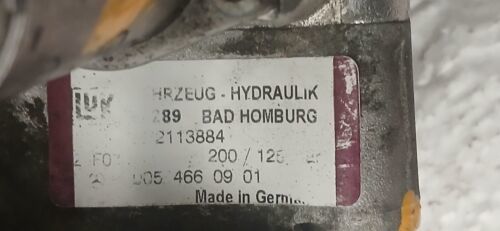 LUK HRZEUG - HYDRAULIK
289 BAD HOMBURG
2113884
200 / 125
005 466 09 01
Made in Germ